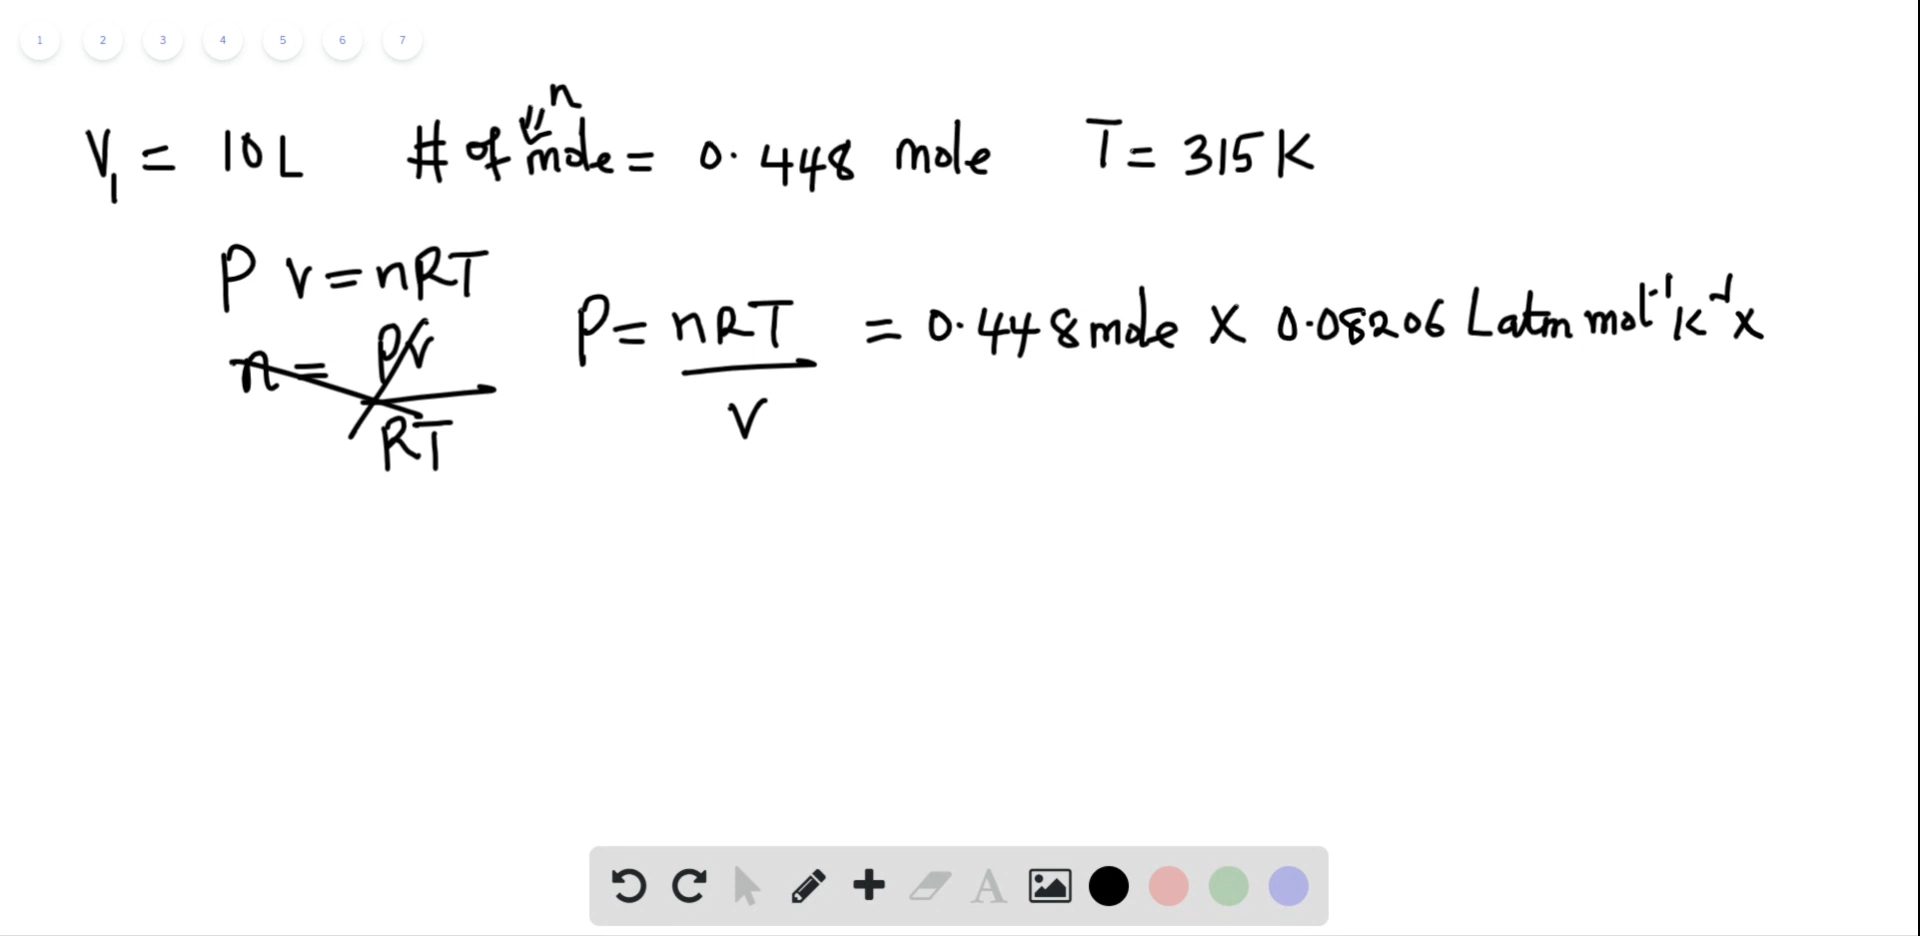 1 2 3 4 5 6 7
n
V₁ = 10 L # of mole = 0.448 mole T = 315 K
P V = nRT
P = nRT = 0.448 mole X 0.08206 L atm mol⁻¹ K⁻¹ x
V
n = PV
RT
A